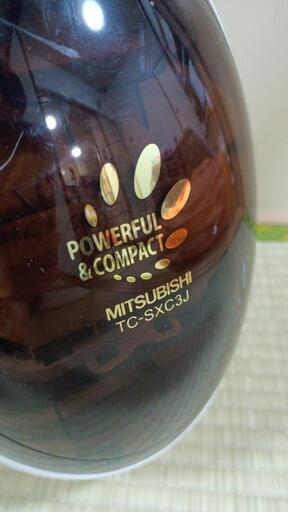 POWERFUL
& COMPACT
MITSUBISHI
TC-SXC3J